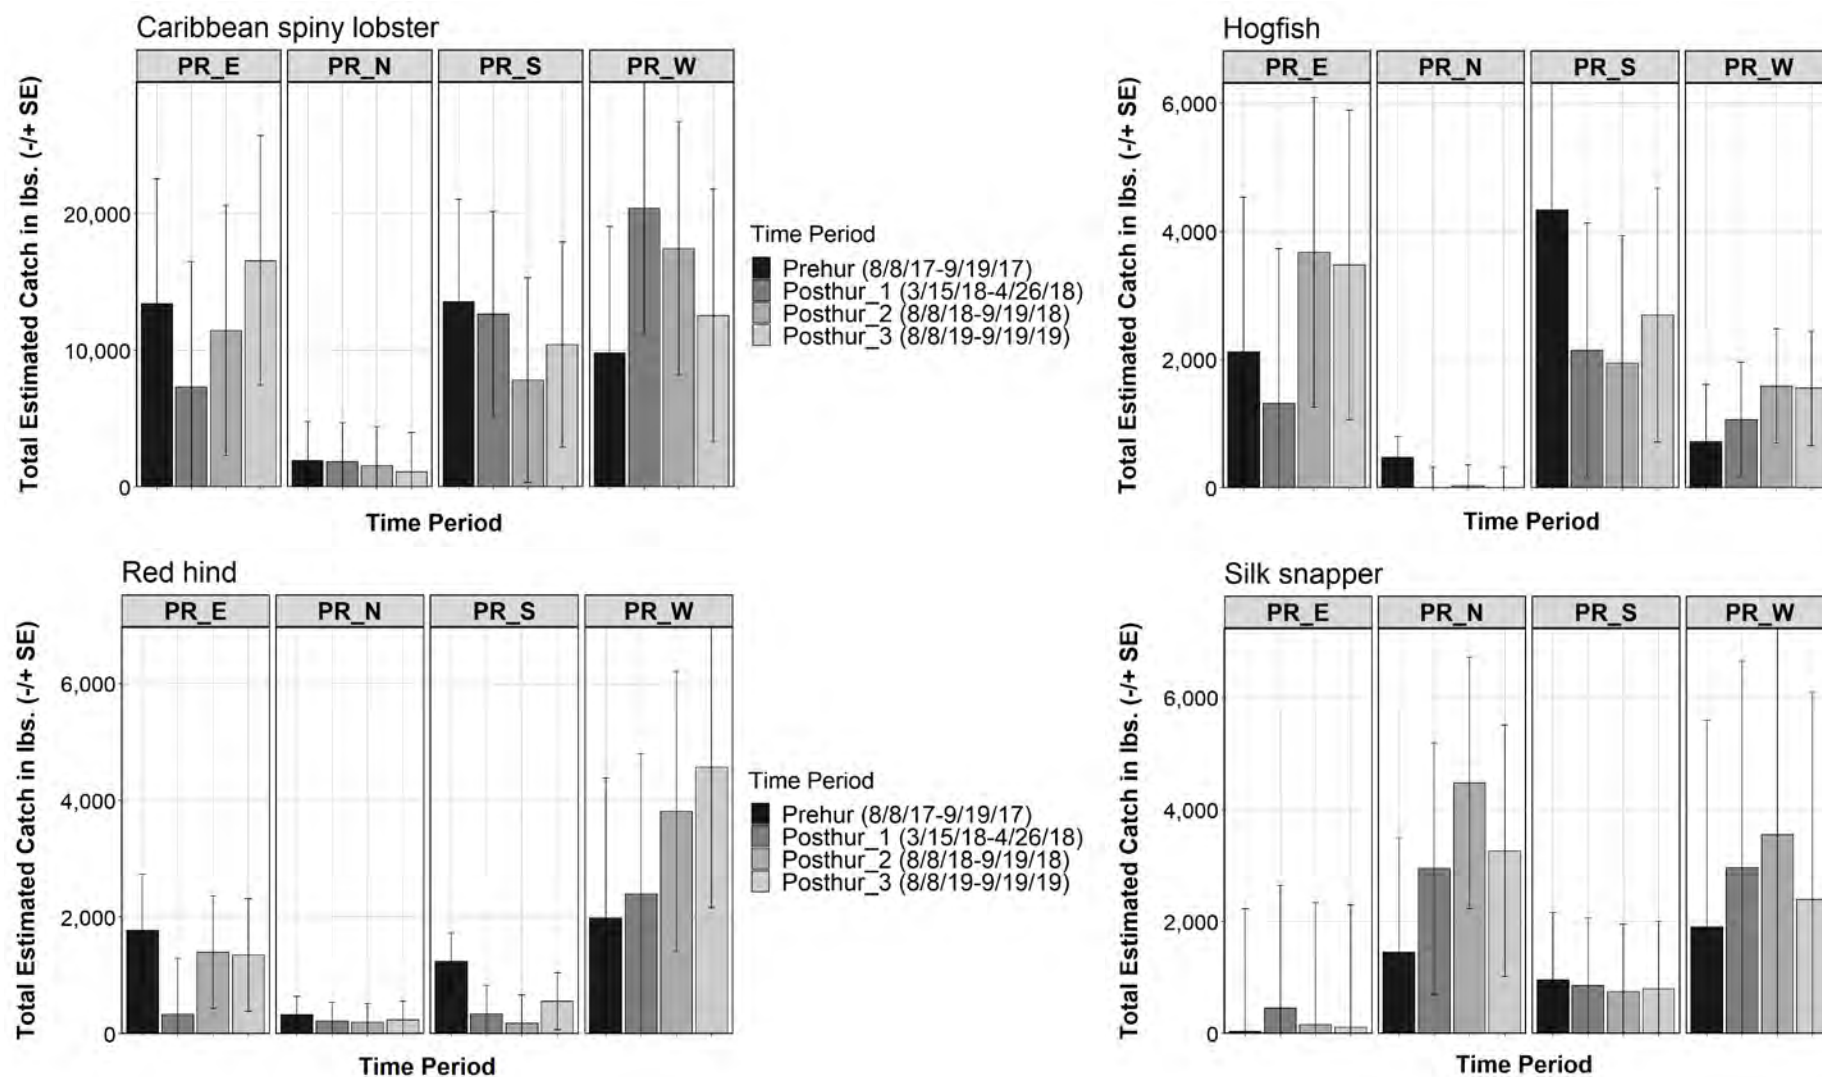 Caribbean spiny lobster
PR_E PR_N PR_S PR_W
Total Estimated Catch in lbs. (-/+ SE)
20,000
10,000
0
Time Period
Time Period
Prehur (8/8/17-9/19/17)
Posthur_1 (3/15/18-4/26/18)
Posthur_2 (8/8/18-9/19/18)
Posthur_3 (8/8/19-9/19/19)
Hogfish
PR_E PR_N PR_S PR_W
Total Estimated Catch in lbs. (-/+ SE)
6,000
4,000
2,000
0
Time Period
Red hind
PR_E PR_N PR_S PR_W
Total Estimated Catch in lbs. (-/+ SE)
6,000
4,000
2,000
0
Time Period
Time Period
Prehur (8/8/17-9/19/17)
Posthur_1 (3/15/18-4/26/18)
Posthur_2 (8/8/18-9/19/18)
Posthur_3 (8/8/19-9/19/19)
Silk snapper
PR_E PR_N PR_S PR_W
Total Estimated Catch in lbs. (-/+ SE)
6,000
4,000
2,000
0
Time Period